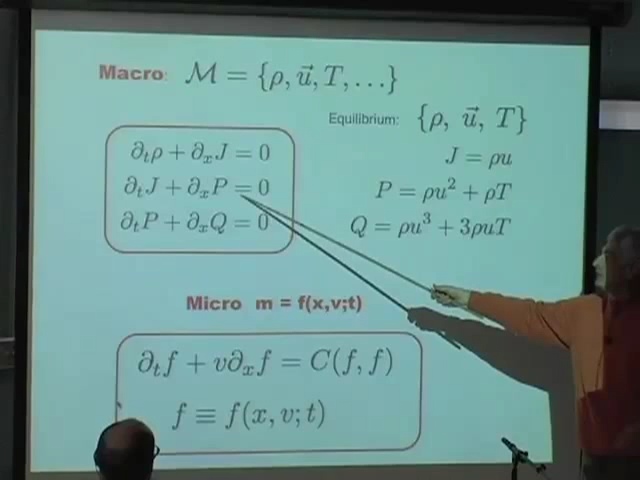 Macro: ℳ = {ρ, u⃗, T, …}
Equilibrium: {ρ, u⃗, T}
∂ₜρ + ∂ₓJ = 0
∂ₜJ + ∂ₓP = 0
∂ₜP + ∂ₓQ = 0
J = ρu
P = ρu² + ρT
Q = ρu³ + 3ρuT
Micro m = f(x,v;t)
∂ₜf + v∂ₓf = C(f, f)
f ≡ f(x, v; t)